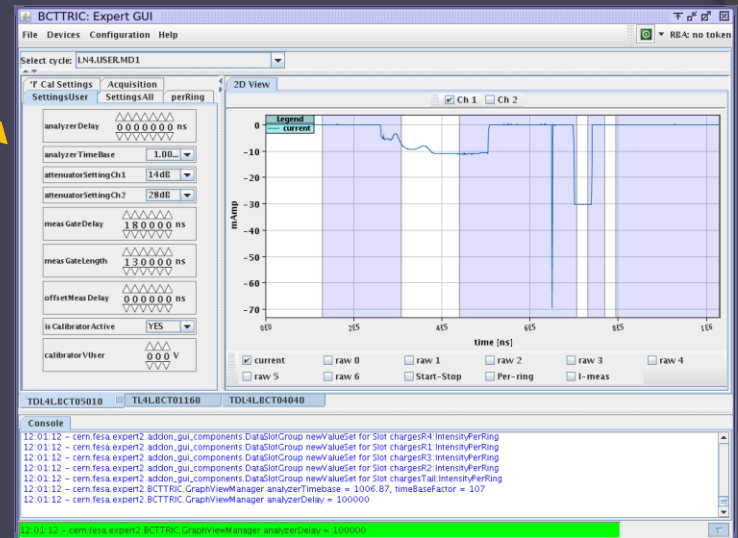 BCTTRIC: Expert GUI
File Devices Configuration Help
RBA: no token
Select cycle: LN4.USER.MD1
Cal Settings Acquisition
SettingsUser SettingsAll perRing
analyzerDelay 0000000 ns
analyzerTimeBase 1.00...
attenuatorSettingCh1 14dB
attenuatorSettingCh2 28dB
measGateDelay 180000 ns
measGateLength 130000 ns
offsetMeasDelay 000000 ns
isCalibratorActive YES
calibratorVUser 000 V
2D View
Ch 1 Ch 2
Legend
current
mAmp
0
-10
-20
-30
-40
-50
-60
-70
0E0 2E5 4E5 6E5 8E5 1E6
time [ns]
current raw 0 raw 1 raw 2 raw 3 raw 4
raw 5 raw 6 Start-Stop Per-ring I-meas
TDL4L.BCT05010 TL4L.BCT01160 TDL4L.BCT04040
Console
12:01:12 - cern.fesa.expert2.addon_gui_components.DataSlotGroup newValueSet for Slot chargesR4:IntensityPerRing
12:01:12 - cern.fesa.expert2.addon_gui_components.DataSlotGroup newValueSet for Slot chargesR1:IntensityPerRing
12:01:12 - cern.fesa.expert2.addon_gui_components.DataSlotGroup newValueSet for Slot chargesR3:IntensityPerRing
12:01:12 - cern.fesa.expert2.addon_gui_components.DataSlotGroup newValueSet for Slot chargesR2:IntensityPerRing
12:01:12 - cern.fesa.expert2.addon_gui_components.DataSlotGroup newValueSet for Slot chargesTail:IntensityPerRing
12:01:12 - cern.fesa.expert2.BCTTRIC.GraphViewManager analyzerTimebase = 1006.87, timeBaseFactor = 107
12:01:12 - cern.fesa.expert2.BCTTRIC.GraphViewManager analyzerDelay = 100000
12:01:12 - cern.fesa.expert2.BCTTRIC.GraphViewManager analyzerDelay = 100000